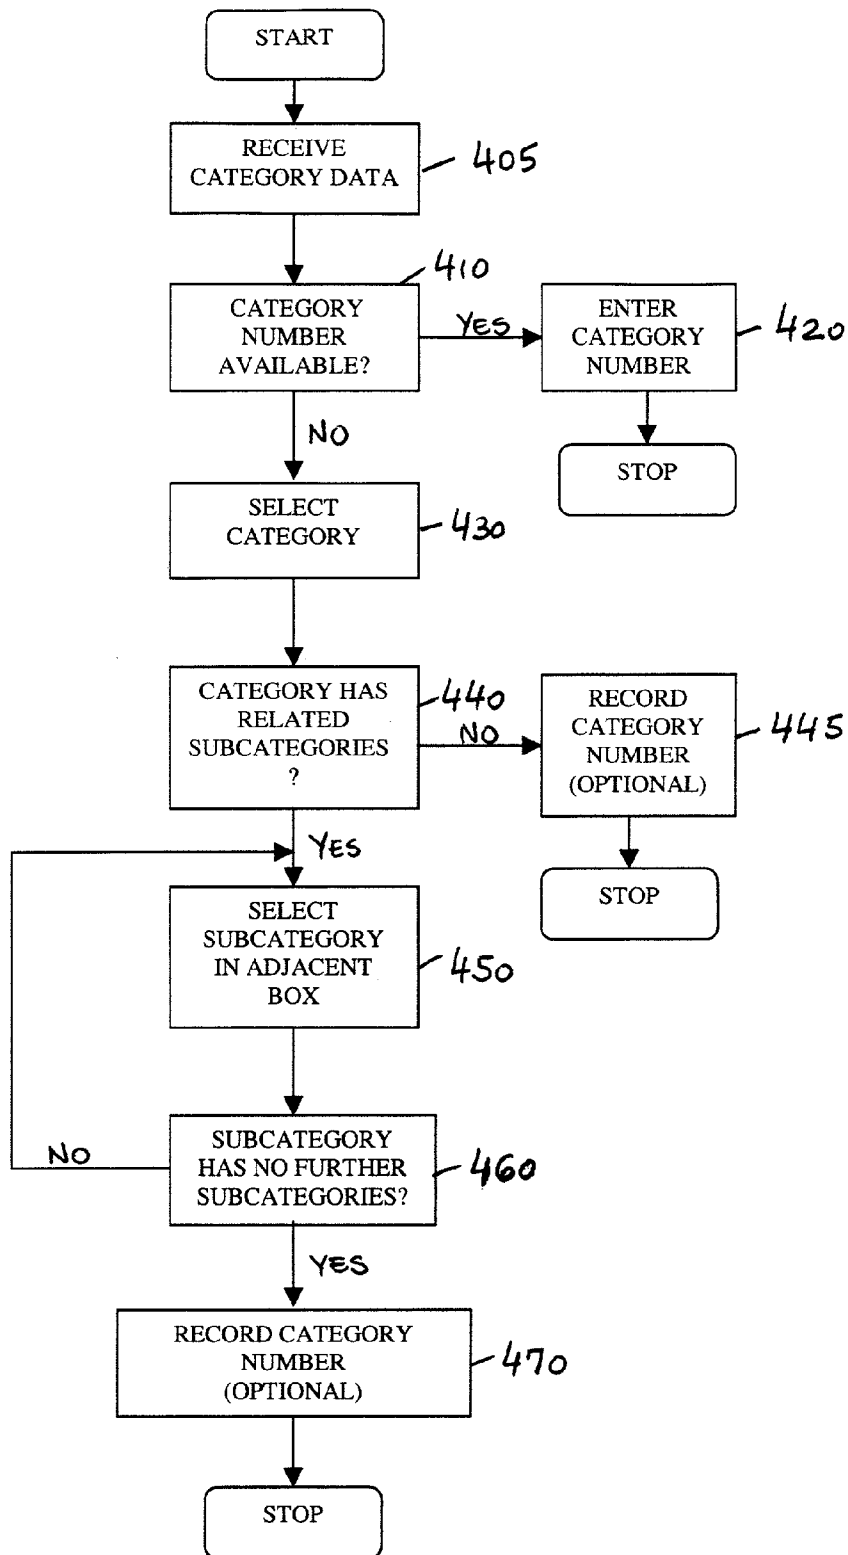 START
RECEIVE
CATEGORY DATA
405
410
CATEGORY
NUMBER
AVAILABLE?
YES
ENTER
CATEGORY
NUMBER
420
STOP
NO
SELECT
CATEGORY
430
CATEGORY HAS
RELATED
SUBCATEGORIES
?
440
NO
RECORD
CATEGORY
NUMBER
(OPTIONAL)
445
STOP
YES
SELECT
SUBCATEGORY
IN ADJACENT
BOX
450
SUBCATEGORY
HAS NO FURTHER
SUBCATEGORIES?
460
NO
YES
RECORD CATEGORY
NUMBER
(OPTIONAL)
470
STOP